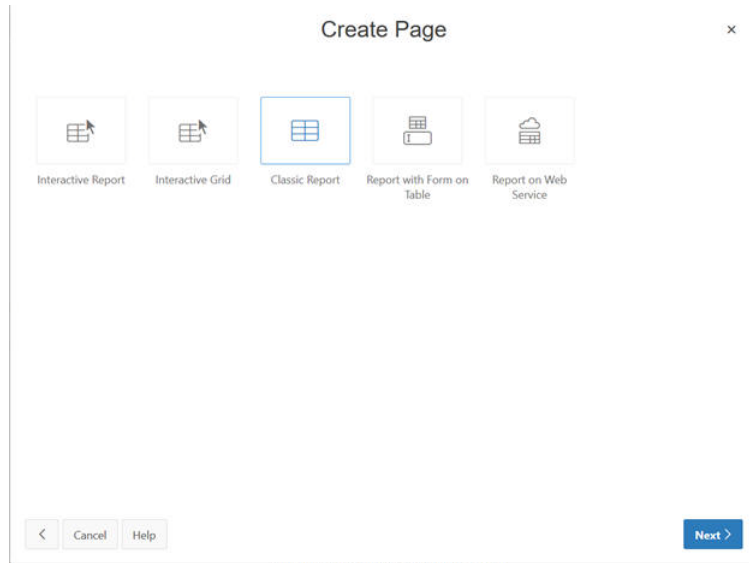 Create Page
Interactive Report
Interactive Grid
Classic Report
Report with Form on
Table
Report on Web
Service
Cancel
Help
Next